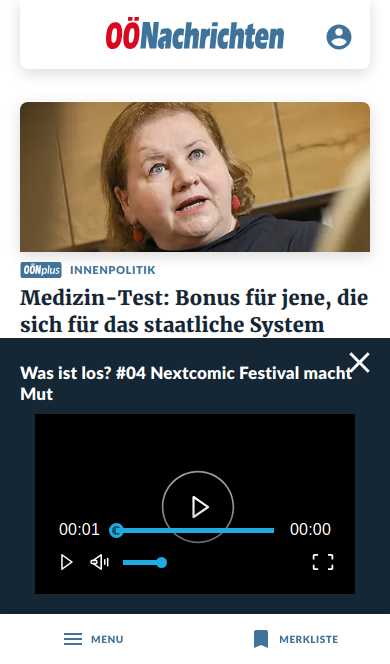 OÖNachrichten
OÖNplus INNENPOLITIK
Medizin-Test: Bonus für jene, die
sich für das staatliche System
Was ist los? #04 Nextcomic Festival macht
Mut
00:01 00:00
MENU MERKLISTE